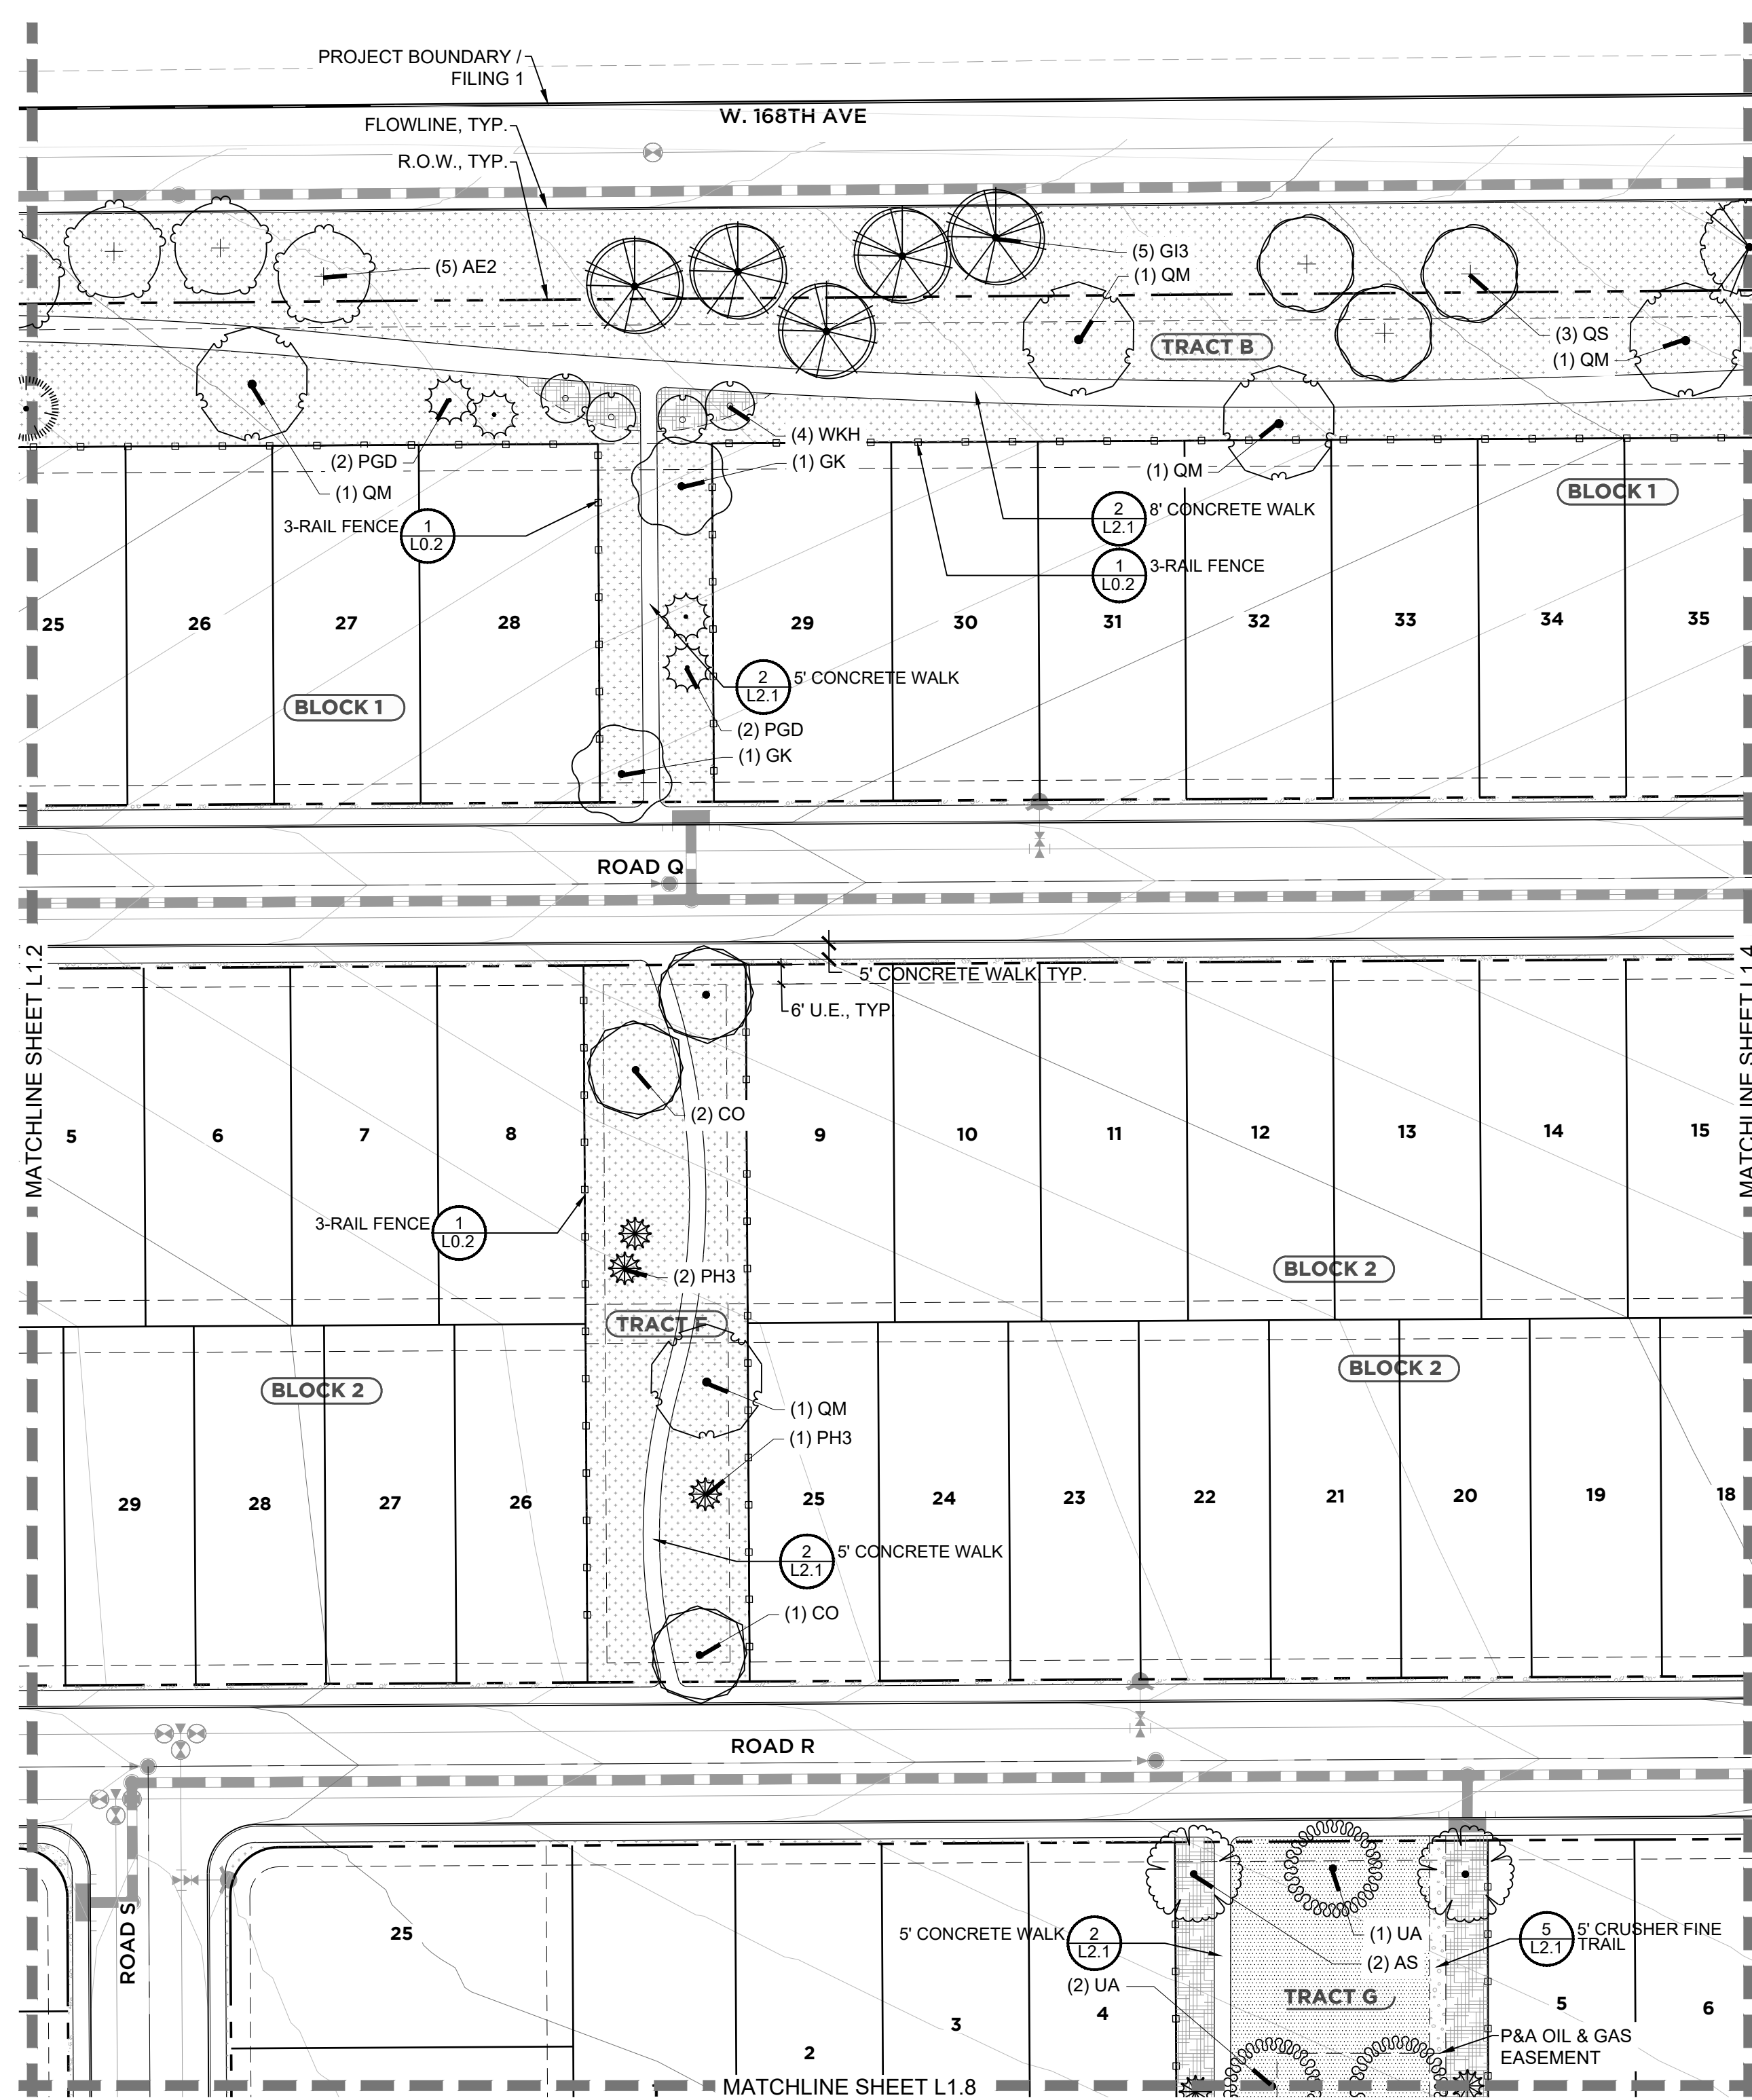 PROJECT BOUNDARY /
FILING 1
W. 168TH AVE
FLOWLINE, TYP.
R.O.W., TYP.
(5) AE2
(5) GI3
(1) QM
TRACT B
(3) QS
(1) QM
(4) WKH
(2) PGD
(1) GK
(1) QM
(1) QM
BLOCK 1
3-RAIL FENCE
1
L0.2
2
L2.1
8' CONCRETE WALK
1
L0.2
3-RAIL FENCE
25
26
27
28
29
30
31
32
33
34
35
2
L2.1
5' CONCRETE WALK
BLOCK 1
(2) PGD
(1) GK
ROAD Q
MATCHLINE SHEET L1.2
MATCHLINE SHEET L1.4
5' CONCRETE WALK, TYP.
6' U.E., TYP.
(2) CO
5
6
7
8
9
10
11
12
13
14
15
3-RAIL FENCE
1
L0.2
(2) PH3
BLOCK 2
TRACT F
BLOCK 2
BLOCK 2
(1) QM
(1) PH3
29
28
27
26
25
24
23
22
21
20
19
18
2
L2.1
5' CONCRETE WALK
(1) CO
ROAD R
ROAD S
25
5' CONCRETE WALK
2
L2.1
(1) UA
5
L2.1
5' CRUSHER FINE
TRAIL
(2) AS
(2) UA
TRACT G
2
3
4
5
6
P&A OIL & GAS
EASEMENT
MATCHLINE SHEET L1.8